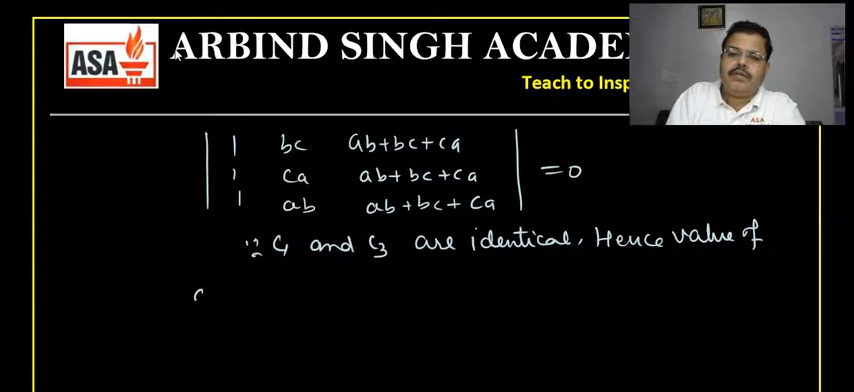 ASA
ARBIND SINGH ACADE
Teach to Insp
ASA
1 bc ab+bc+ca
1 ca ab+bc+ca = 0
1 ab ab+bc+ca
∵ C1 and C3 are identical. Hence value of